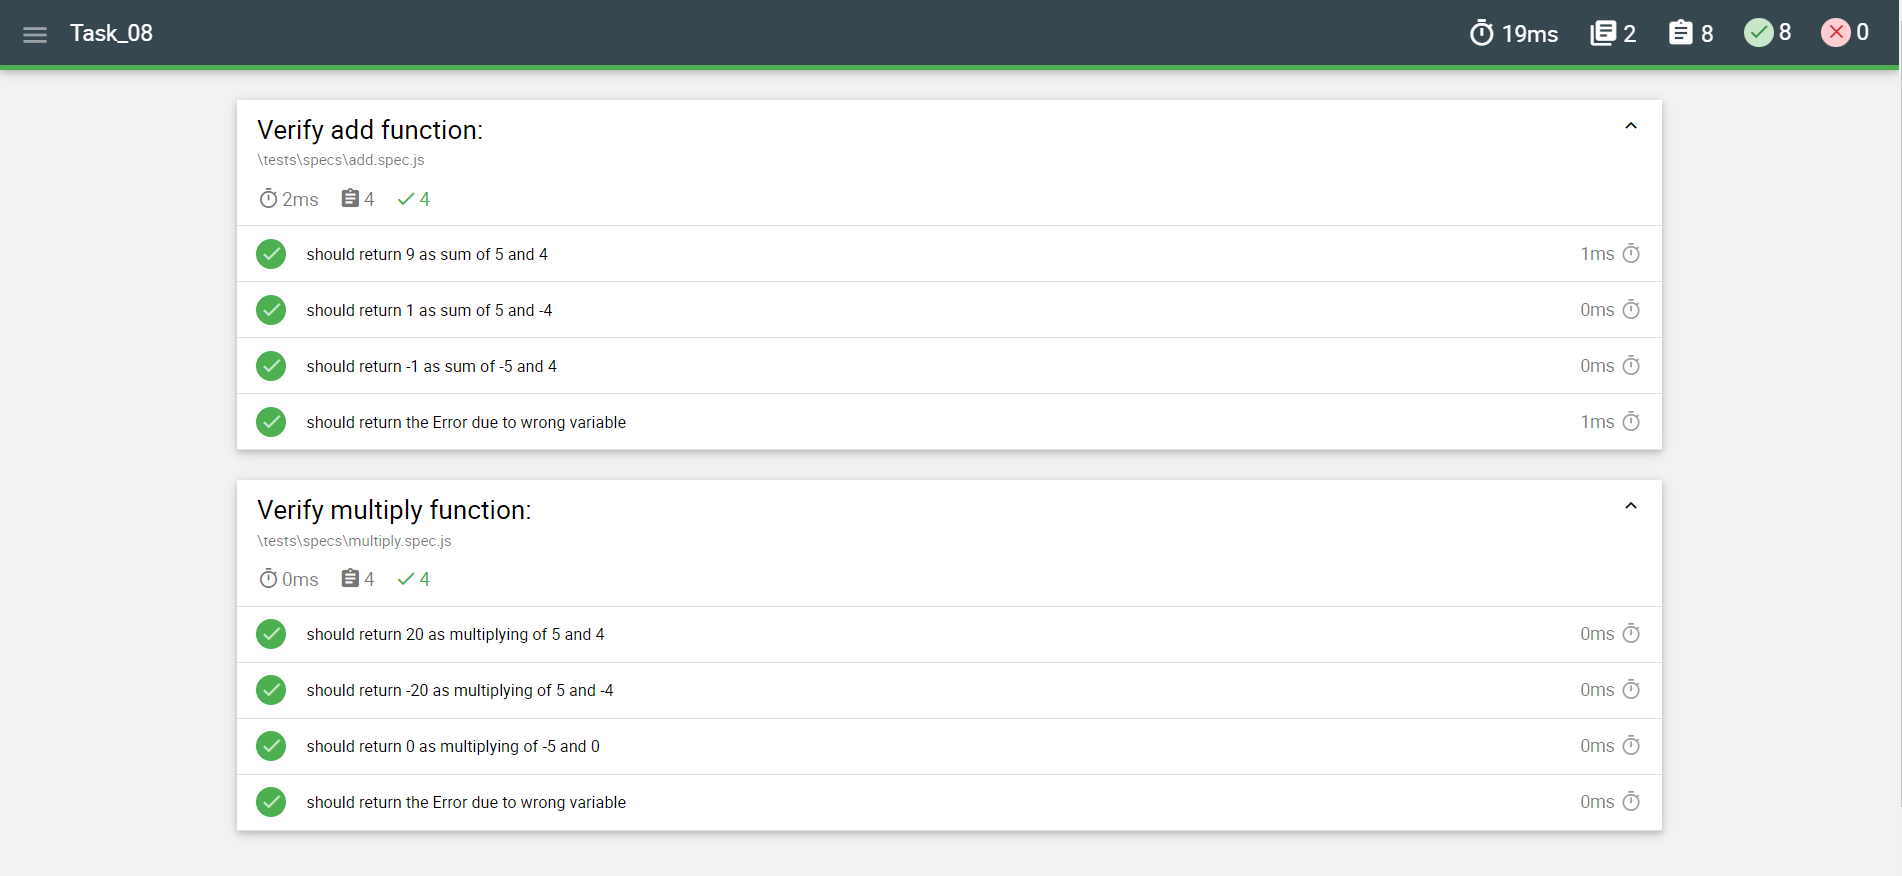 Task_08 19ms 2 8 8 0
Verify add function:
\tests\specs\add.spec.js
2ms 4 4
should return 9 as sum of 5 and 4 1ms
should return 1 as sum of 5 and -4 0ms
should return -1 as sum of -5 and 4 0ms
should return the Error due to wrong variable 1ms
Verify multiply function:
\tests\specs\multiply.spec.js
0ms 4 4
should return 20 as multiplying of 5 and 4 0ms
should return -20 as multiplying of 5 and -4 0ms
should return 0 as multiplying of -5 and 0 0ms
should return the Error due to wrong variable 0ms